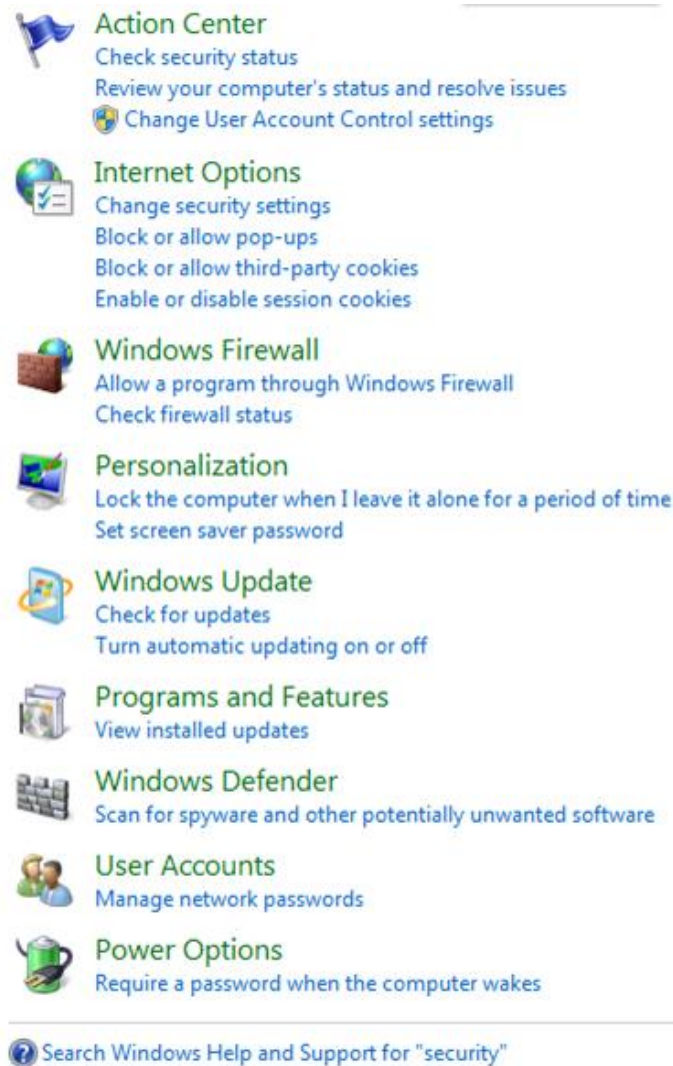 Action Center
Check security status
Review your computer's status and resolve issues
Change User Account Control settings
Internet Options
Change security settings
Block or allow pop-ups
Block or allow third-party cookies
Enable or disable session cookies
Windows Firewall
Allow a program through Windows Firewall
Check firewall status
Personalization
Lock the computer when I leave it alone for a period of time
Set screen saver password
Windows Update
Check for updates
Turn automatic updating on or off
Programs and Features
View installed updates
Windows Defender
Scan for spyware and other potentially unwanted software
User Accounts
Manage network passwords
Power Options
Require a password when the computer wakes
Search Windows Help and Support for "security"